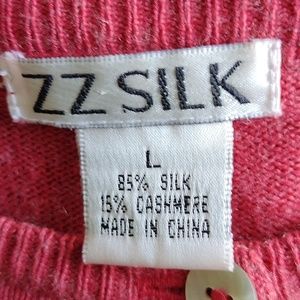 ZZ SILK
L
85% SILK
15% CASHMERE
MADE IN CHINA